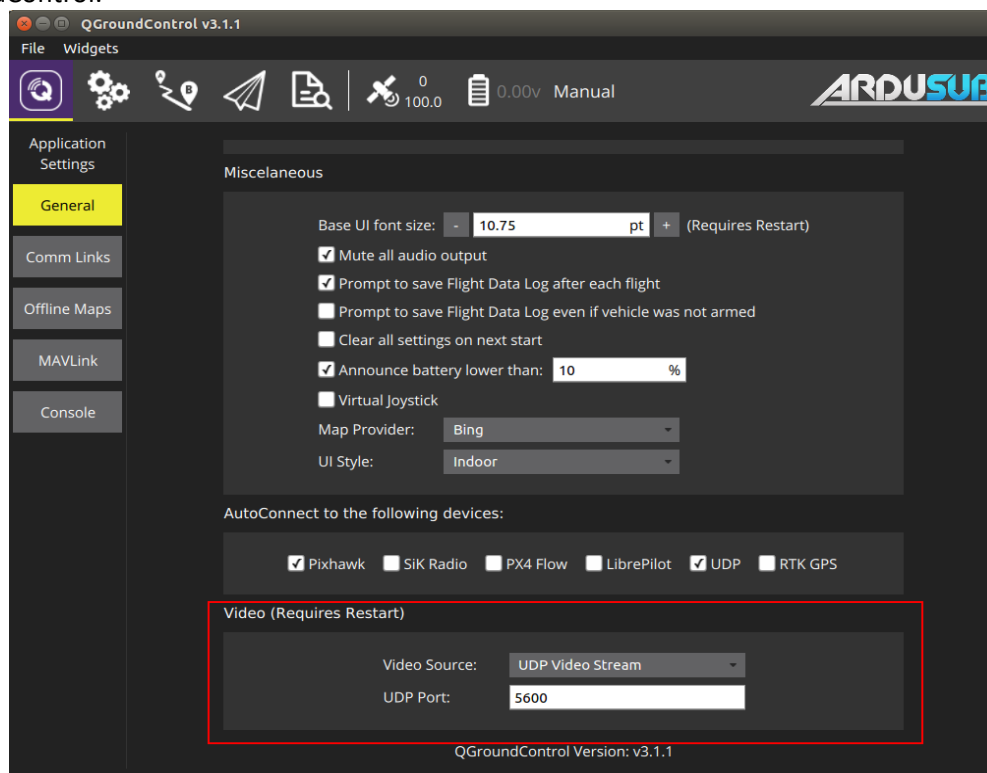 QGroundControl v3.1.1
File Widgets
0
100.0
0.00v Manual
ARDUSUB
Application
Settings
General
Comm Links
Offline Maps
MAVLink
Console
Miscelaneous
Base UI font size: - 10.75 pt + (Requires Restart)
Mute all audio output
Prompt to save Flight Data Log after each flight
Prompt to save Flight Data Log even if vehicle was not armed
Clear all settings on next start
Announce battery lower than: 10 %
Virtual Joystick
Map Provider: Bing
UI Style: Indoor
AutoConnect to the following devices:
Pixhawk SiK Radio PX4 Flow LibrePilot UDP RTK GPS
Video (Requires Restart)
Video Source: UDP Video Stream
UDP Port: 5600
QGroundControl Version: v3.1.1